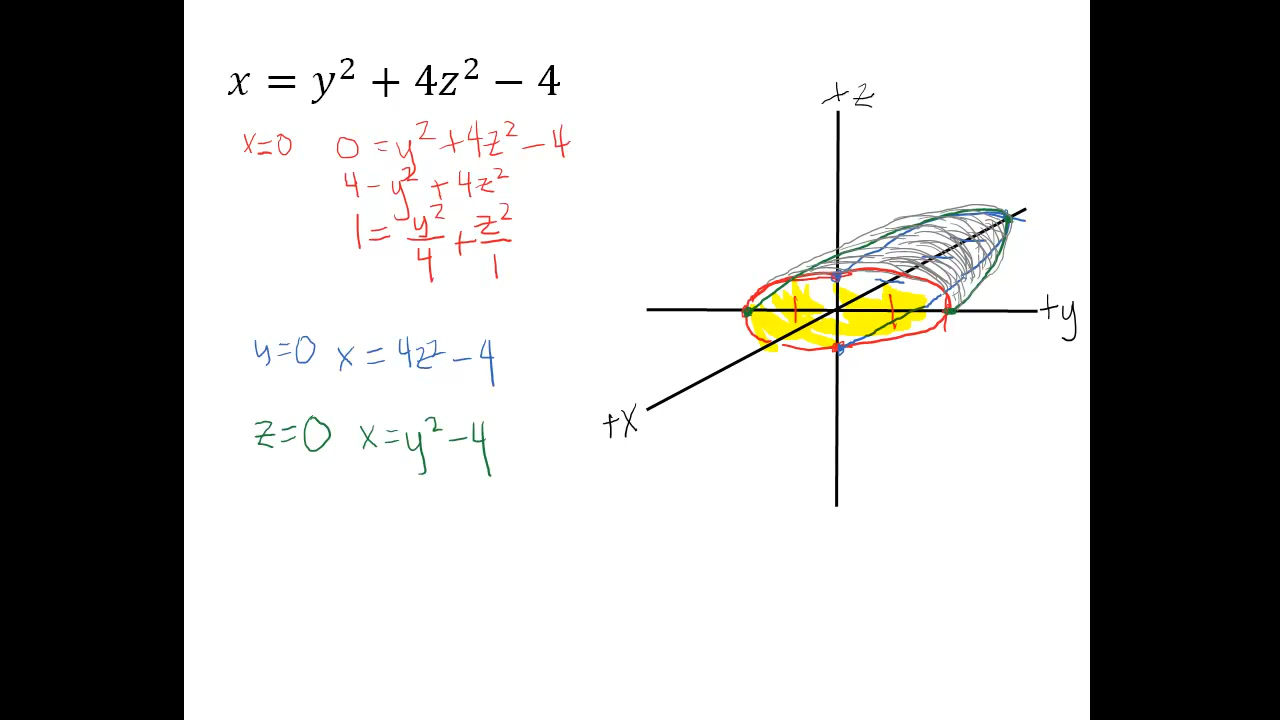 x = y² + 4z² − 4
x=0 0 = y² + 4z² − 4
4 − y² + 4z²
1 = y²/4 + z²/1
y=0 x = 4z² − 4
z=0 x = y² − 4
+z
+y
+x